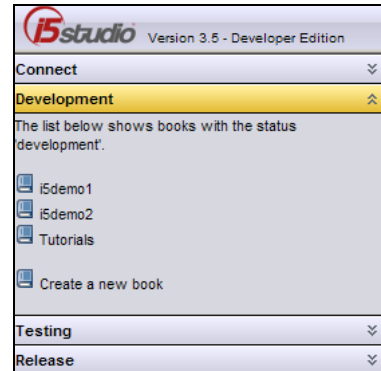 i5studio Version 3.5 - Developer Edition
Connect
Development
The list below shows books with the status
'development'.
i5demo1
i5demo2
Tutorials
Create a new book
Testing
Release